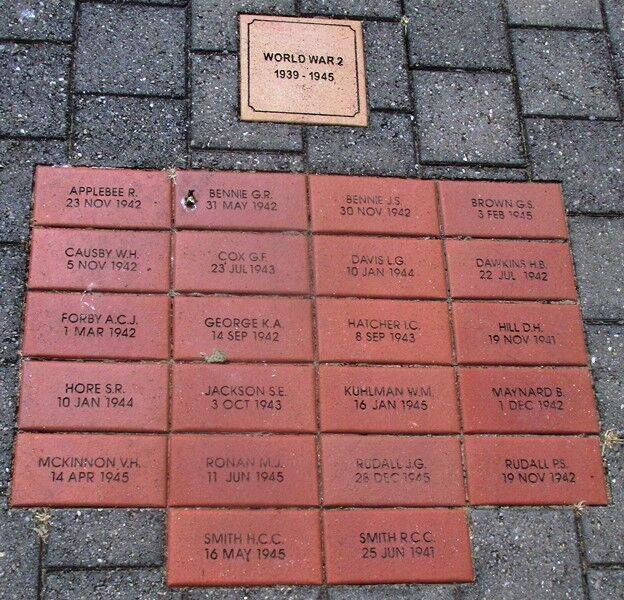 WORLD WAR 2
1939 - 1945
APPLEBEE R.
23 NOV 1942
BENNIE G.R.
31 MAY 1942
BENNIE J.S.
30 NOV 1942
BROWN G.S.
3 FEB 1945
CAUSBY W.H.
5 NOV 1942
COX G.F.
23 JUL 1943
DAVIS L.G.
10 JAN 1944
DAWKINS H.B.
22 JUL 1942
FORBY A.C.J.
1 MAR 1942
GEORGE K.A.
14 SEP 1942
HATCHER I.C.
8 SEP 1943
HILL D.H.
19 NOV 1941
HORE S.R.
10 JAN 1944
JACKSON S.E.
3 OCT 1943
KUHLMAN W.M.
16 JAN 1945
MAYNARD B.
1 DEC 1942
MCKINNON V.H.
14 APR 1945
RONAN M.J.
11 JUN 1945
RUDALL J.G.
28 DEC 1945
RUDALL P.S.
19 NOV 1942
SMITH H.C.C.
16 MAY 1945
SMITH R.C.C.
25 JUN 1941